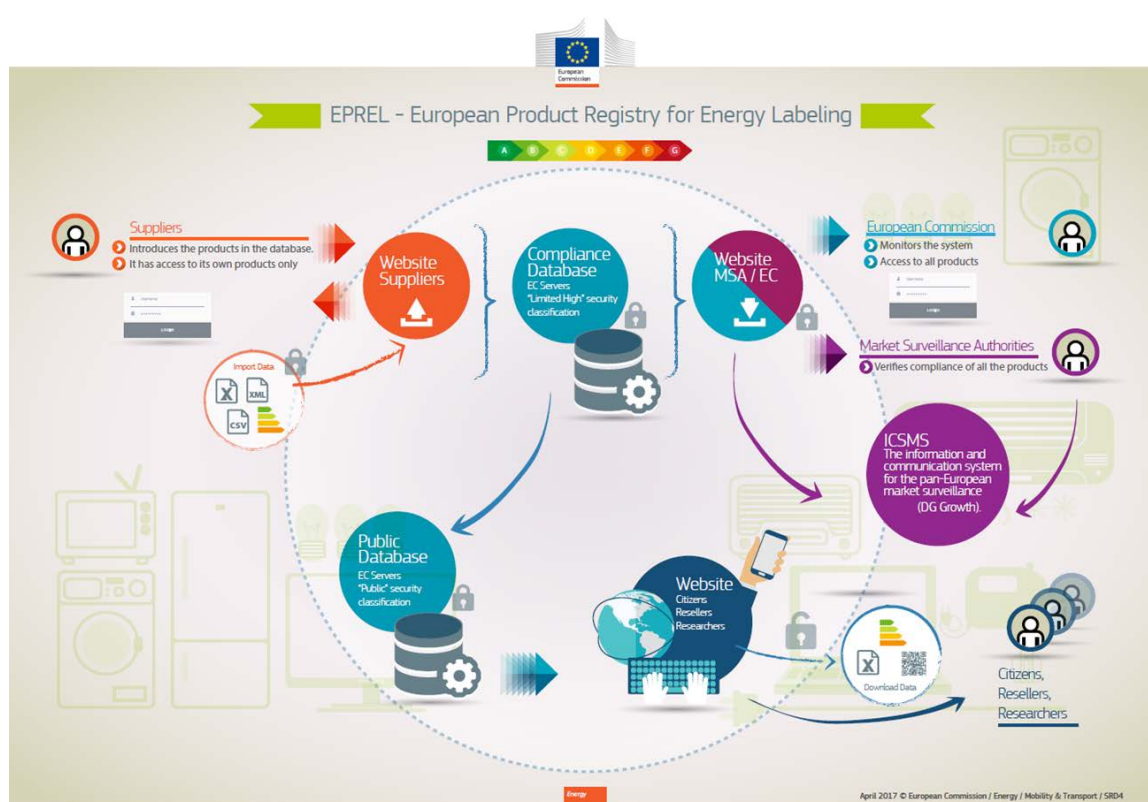 European
Commission
EPREL - European Product Registry for Energy Labeling
A B C D E F G
Suppliers
Introduces the products in the database.
It has access to its own products only
LOGIN
Import Data
X
XML
CSV
Website
Suppliers
Compliance
Database
EC Servers
"Limited High" security
classification
Website
MSA / EC
European Commission
Monitors the system
Access to all products
LOGIN
Market Surveillance Authorities
Verifies compliance of all the products
ICSMS
The information and
communication system
for the pan-European
market surveillance
(DG Growth).
Public
Database
EC Servers
"Public" security
classification
Website
Citizens
Resellers
Researchers
X
Download Data
Citizens,
Resellers,
Researchers
Energy
April 2017 © European Commission / Energy / Mobility & Transport / SRD4